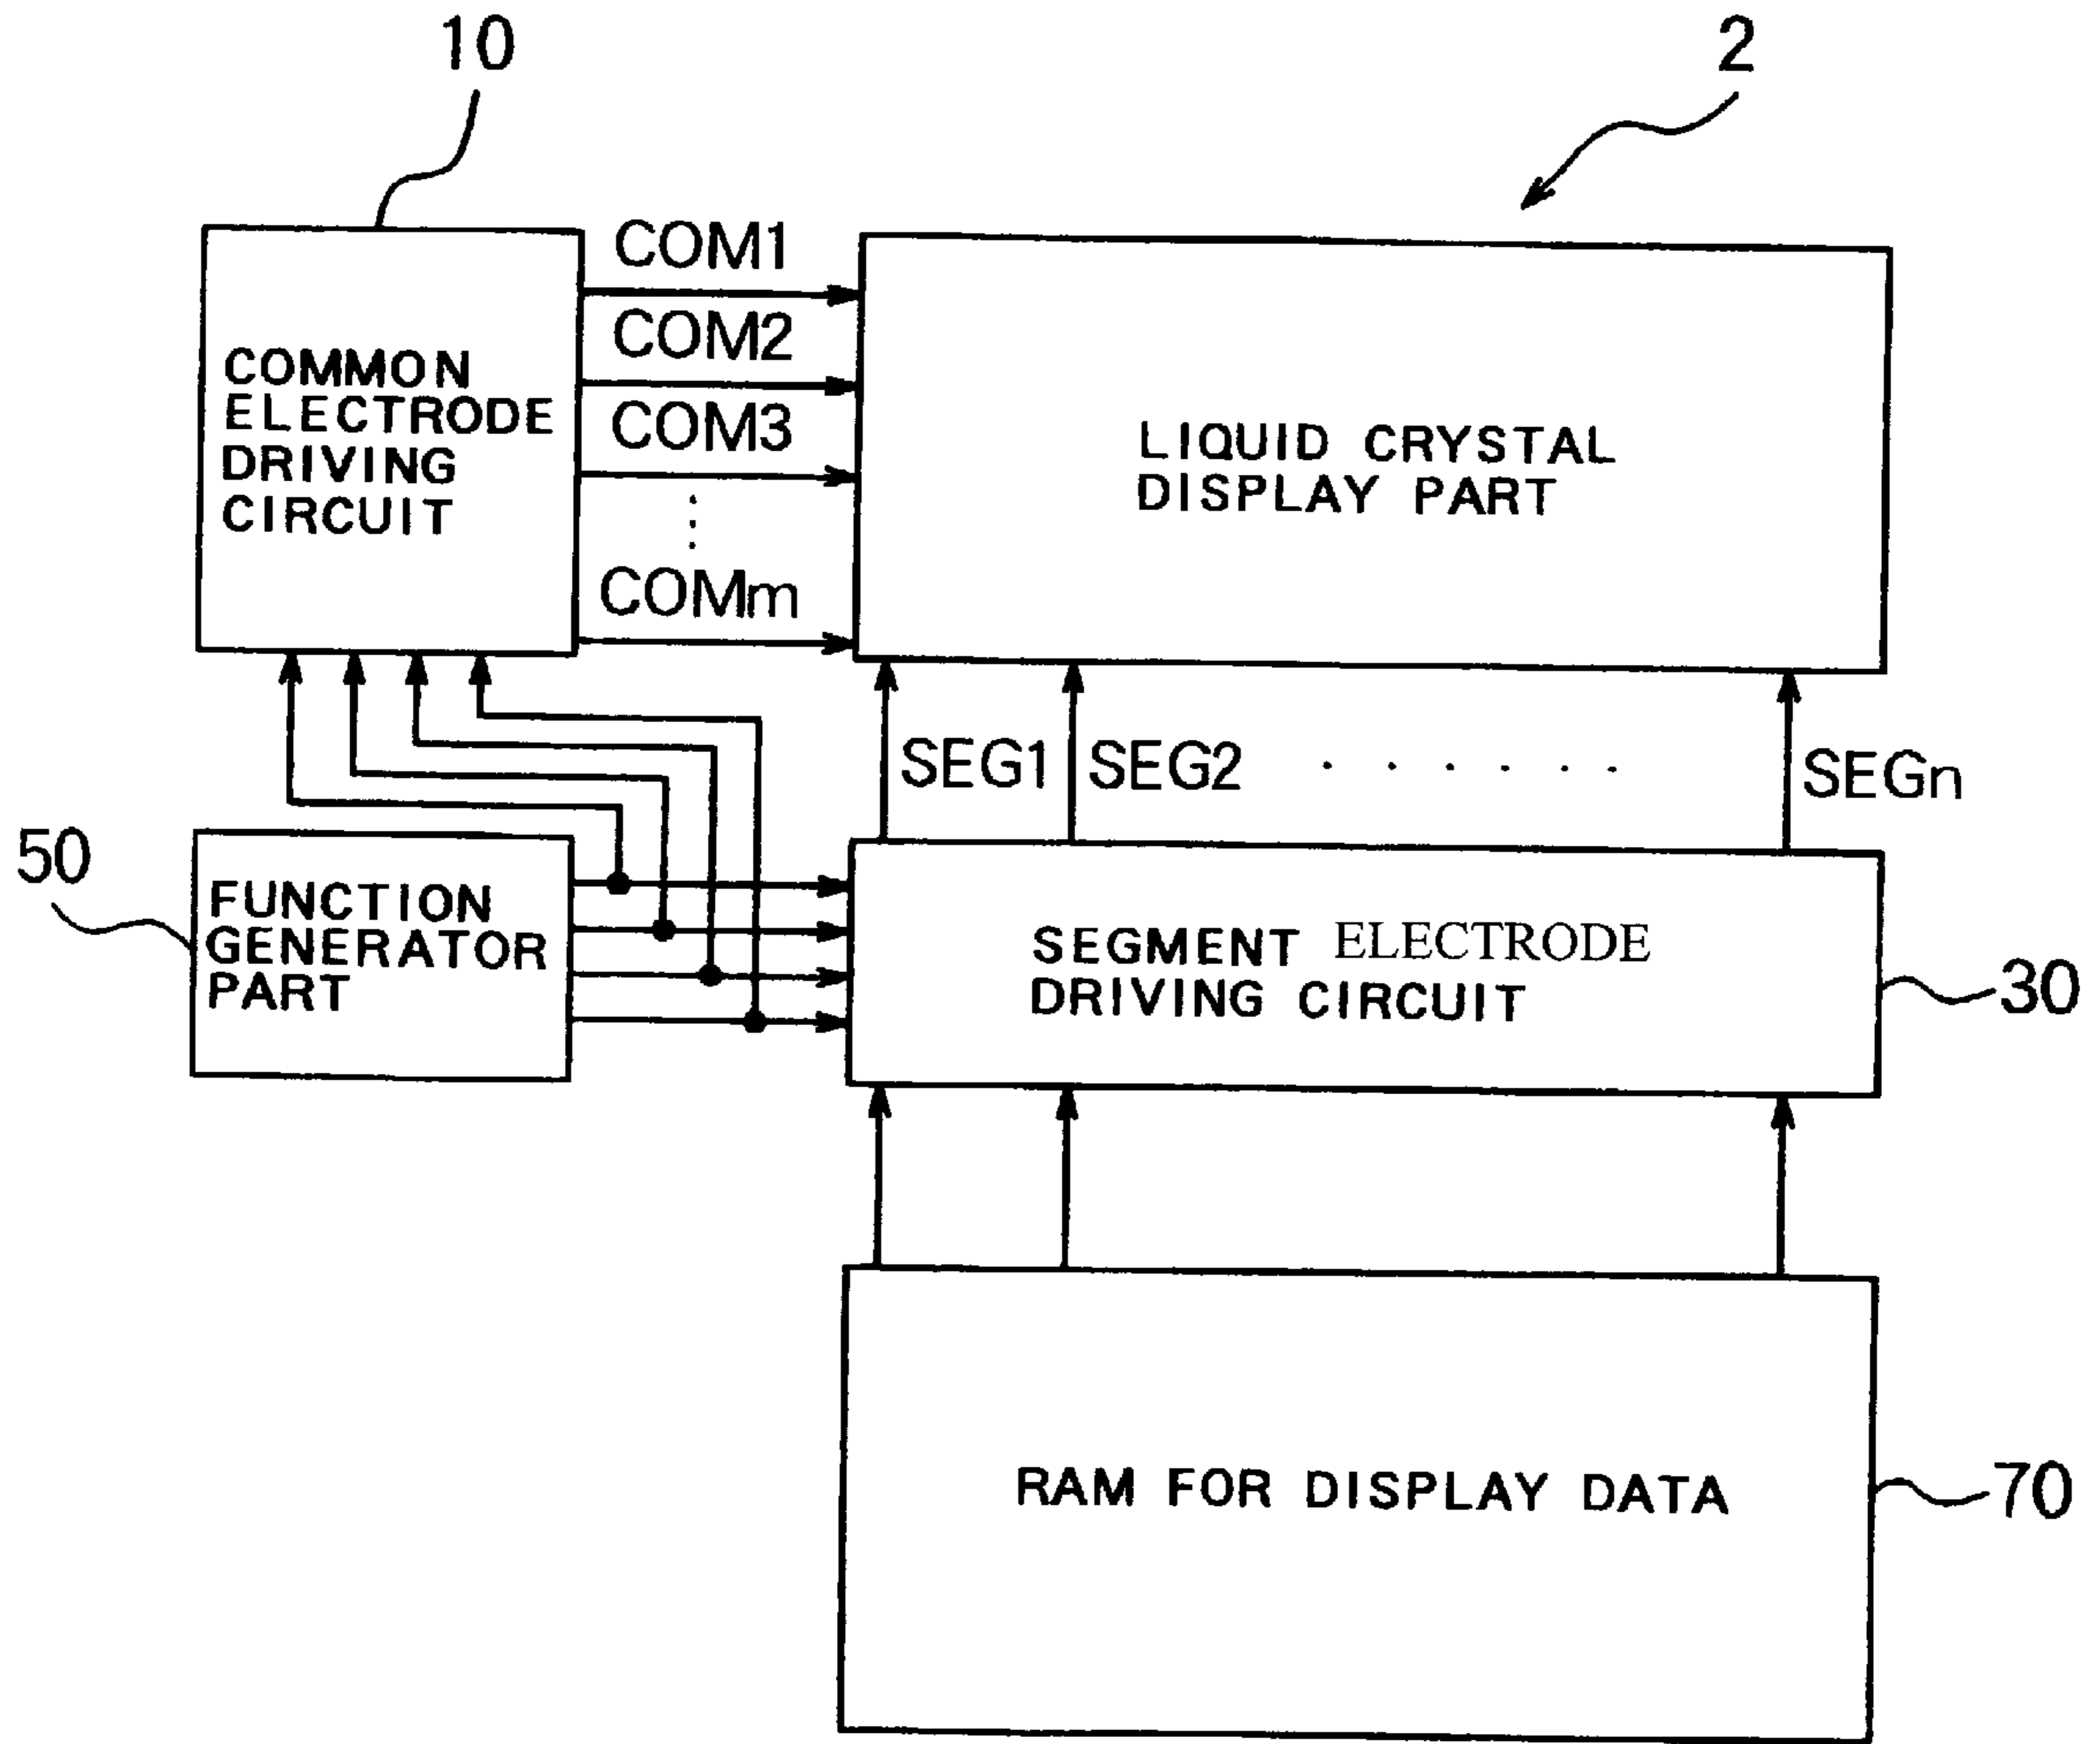 10
2
COM1
COM2
COM3
COMm
COMMON
ELECTRODE
DRIVING
CIRCUIT
LIQUID CRYSTAL
DISPLAY PART
SEG1
SEG2
SEGn
50
FUNCTION
GENERATOR
PART
SEGMENT ELECTRODE
DRIVING CIRCUIT
30
RAM FOR DISPLAY DATA
70